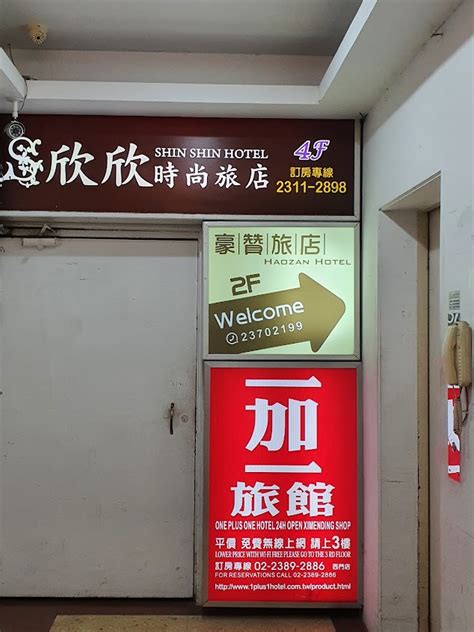 欣欣 SHIN SHIN HOTEL
時尚旅店
4F
訂房專線
2311-2898
豪贊旅店
HAOZAN HOTEL
2F
Welcome
23702199
一加一
旅館
ONE PLUS ONE HOTEL 24H OPEN XIMENDING SHOP
平價 免費無線上網 請上3樓
LOWER PRICE WITH WI FI FREE PLEASE GO TO THE 3 RD FLOOR
訂房專線 02-2389-2886 西門店
FOR RESERVATIONS CALL 02-2389-2886
http://www.1plus1hotel.com.tw/product.html